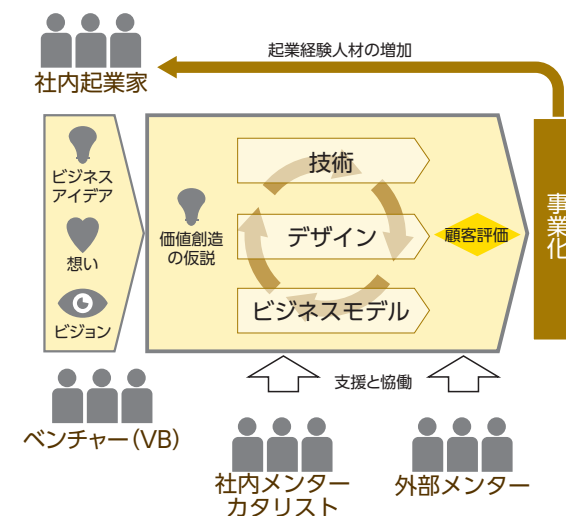 起業経験人材の増加
社内起業家
ビジネス
アイデア
想い
ビジョン
価値創造
の仮説
技術
デザイン
ビジネスモデル
顧客評価
事業化
支援と協働
ベンチャー(VB)
社内メンター
カタリスト
外部メンター